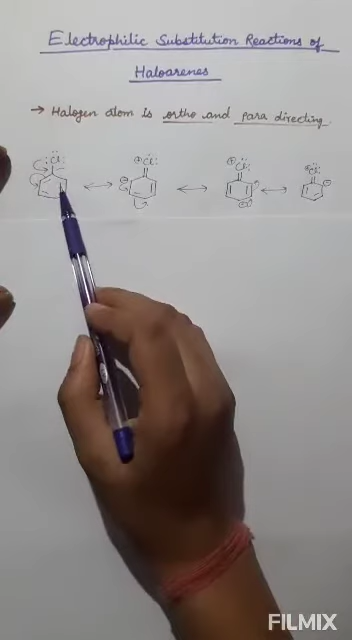 Electrophilic Substitution Reactions of
Haloarenes
→ Halogen atom is ortho and para directing.
:C̈l: ↔ ⊕C̈l: ↔ ⊕C̈l: ↔ ⊕C̈l:
FILMIX